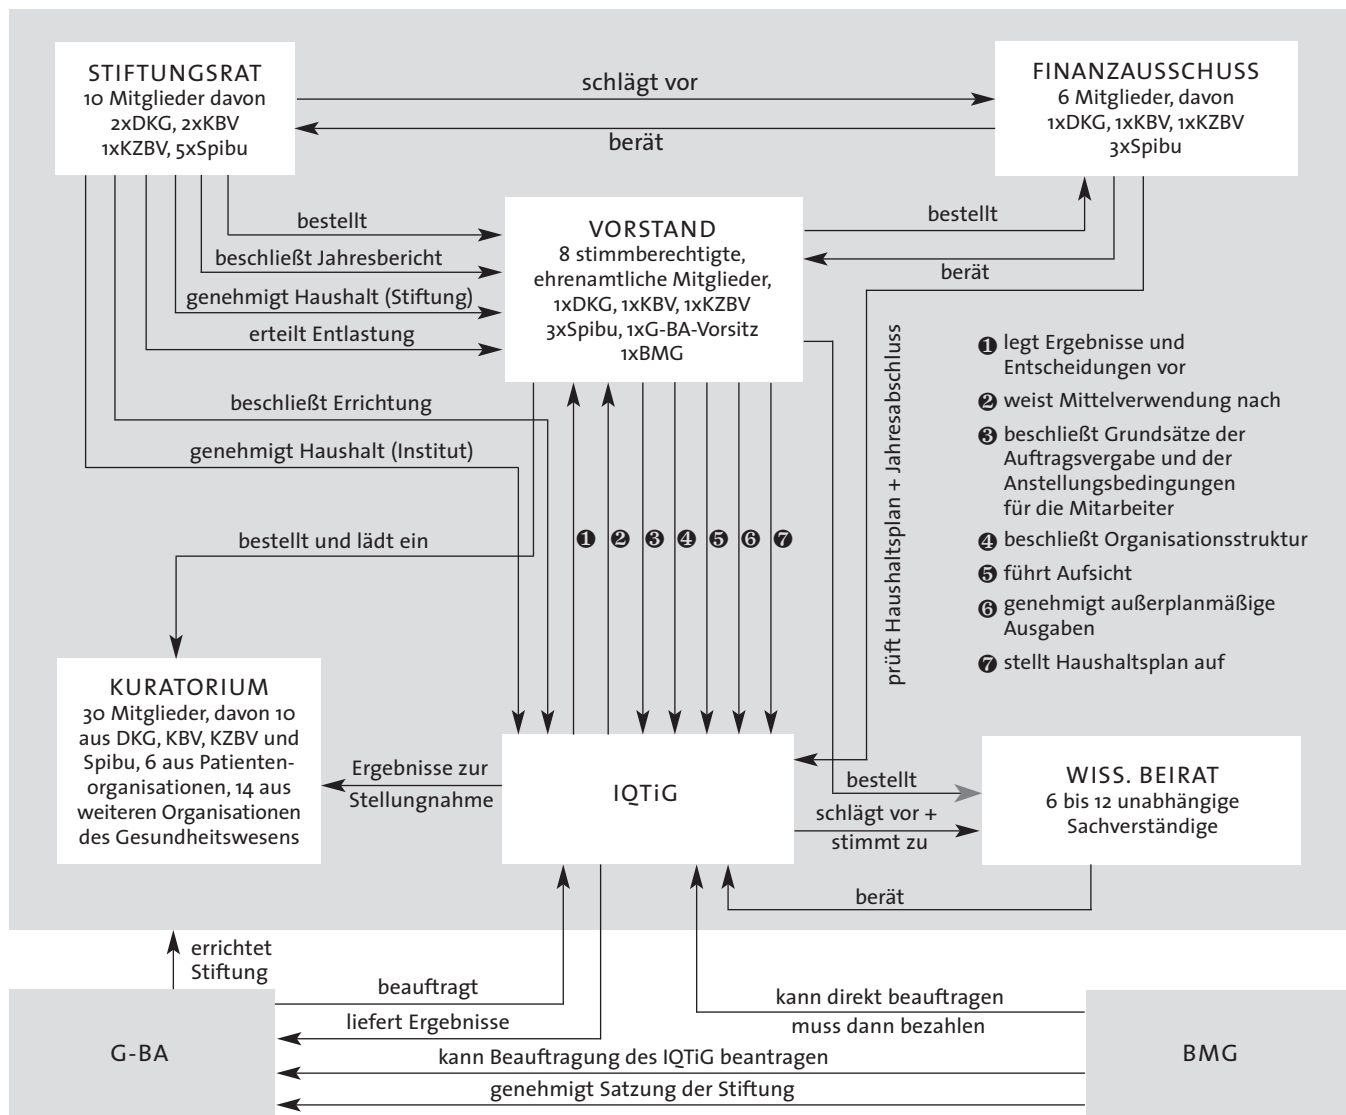 STIFTUNGSRAT
10 Mitglieder davon
2xDKG, 2xKBV
1xKZBV, 5xSpibu
schlägt vor
berät
FINANZAUSSCHUSS
6 Mitglieder, davon
1xDKG, 1xKBV, 1xKZBV
3xSpibu
bestellt
beschließt Jahresbericht
genehmigt Haushalt (Stiftung)
erteilt Entlastung
beschließt Errichtung
genehmigt Haushalt (Institut)
bestellt und lädt ein
VORSTAND
8 stimmberechtigte,
ehrenamtliche Mitglieder,
1xDKG, 1xKBV, 1xKZBV
3xSpibu, 1xG-BA-Vorsitz
1xBMG
bestellt
berät
prüft Haushaltsplan + Jahresabschluss
❶ legt Ergebnisse und
Entscheidungen vor
❷ weist Mittelverwendung nach
❸ beschließt Grundsätze der
Auftragsvergabe und der
Anstellungsbedingungen
für die Mitarbeiter
❹ beschließt Organisationsstruktur
❺ führt Aufsicht
❻ genehmigt außerplanmäßige
Ausgaben
❼ stellt Haushaltsplan auf
❶ ❷ ❸ ❹ ❺ ❻ ❼
KURATORIUM
30 Mitglieder, davon 10
aus DKG, KBV, KZBV und
Spibu, 6 aus Patienten-
organisationen, 14 aus
weiteren Organisationen
des Gesundheitswesens
Ergebnisse zur
Stellungnahme
IQTiG
bestellt
schlägt vor +
stimmt zu
WISS. BEIRAT
6 bis 12 unabhängige
Sachverständige
berät
errichtet
Stiftung
beauftragt
liefert Ergebnisse
kann direkt beauftragen
muss dann bezahlen
G-BA
kann Beauftragung des IQTiG beantragen
genehmigt Satzung der Stiftung
BMG